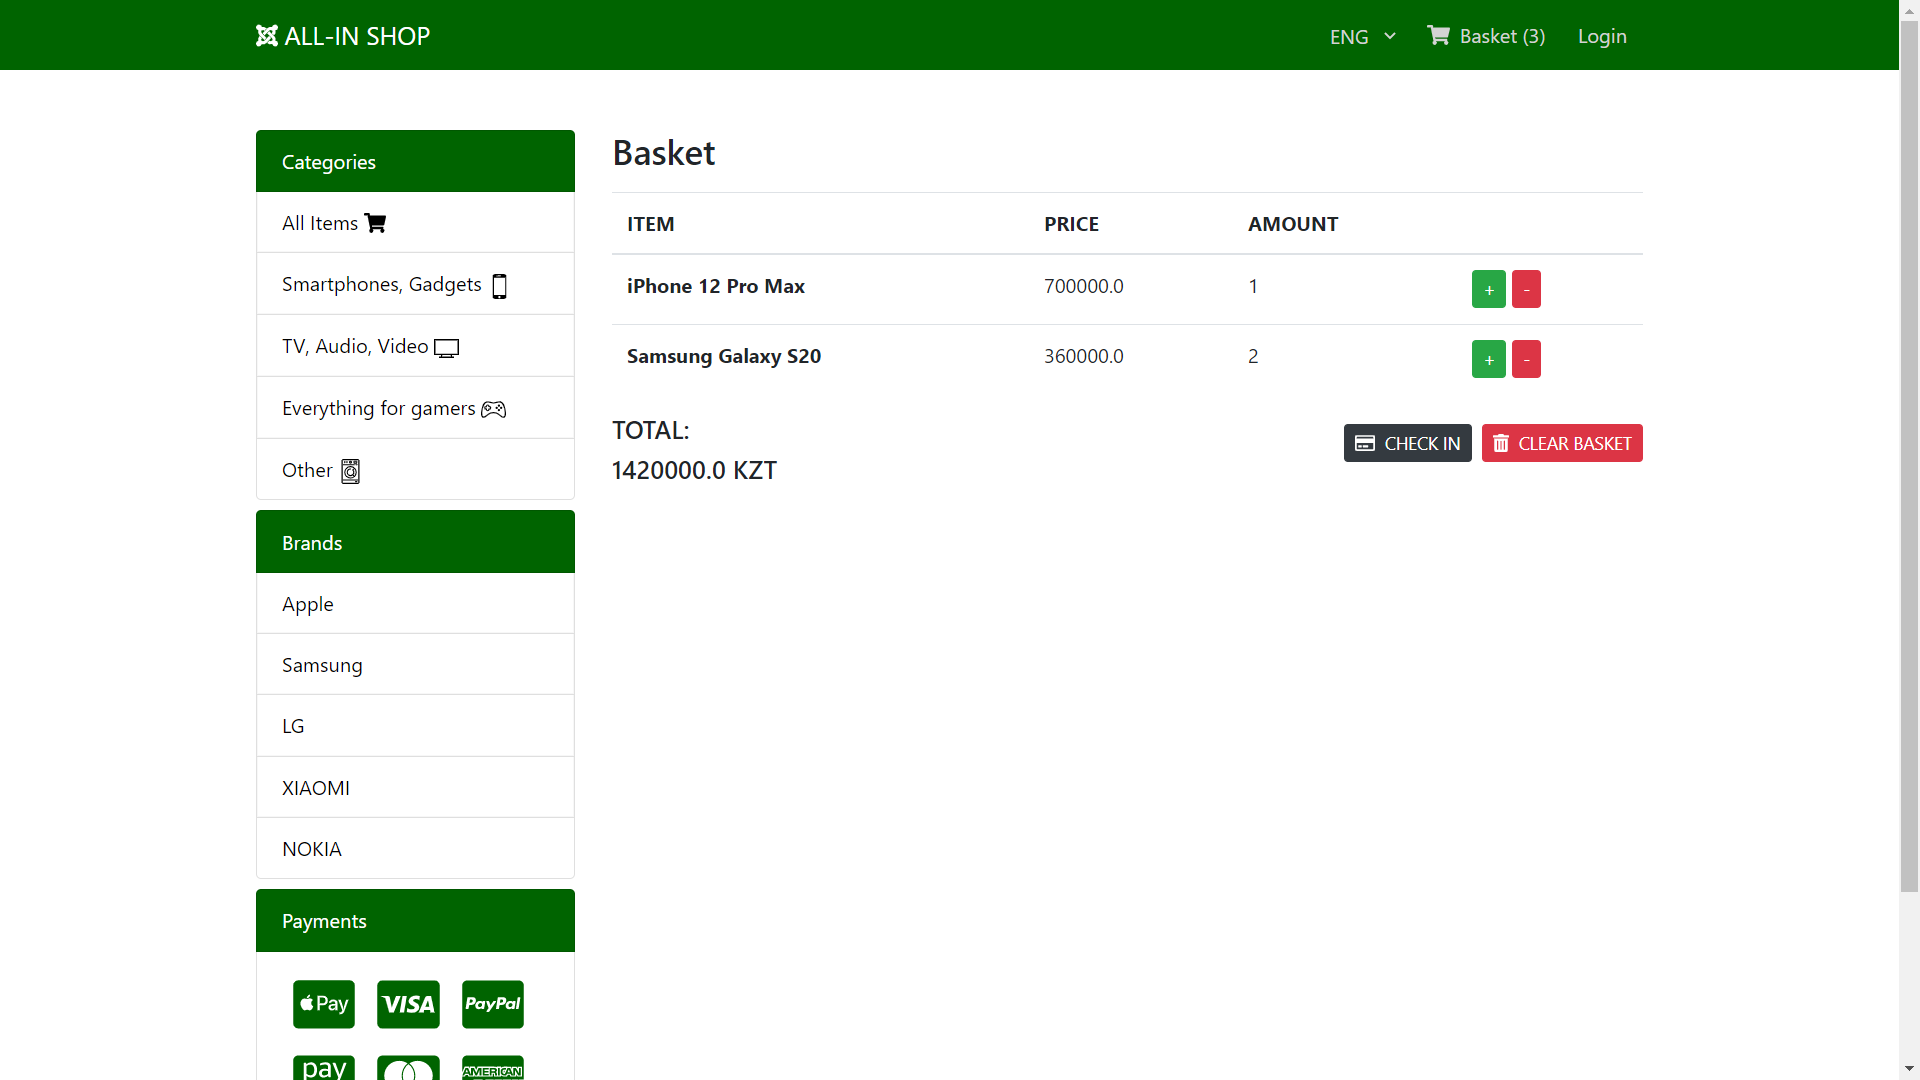 ALL-IN SHOP
ENG
Basket (3)
Login
Categories
All Items
Smartphones, Gadgets
TV, Audio, Video
Everything for gamers
Other
Brands
Apple
Samsung
LG
XIAOMI
NOKIA
Payments
Pay VISA PayPal
pay AMERICAN
Basket
ITEM PRICE AMOUNT
iPhone 12 Pro Max 700000.0 1 + -
Samsung Galaxy S20 360000.0 2 + -
TOTAL:
1420000.0 KZT
CHECK IN
CLEAR BASKET